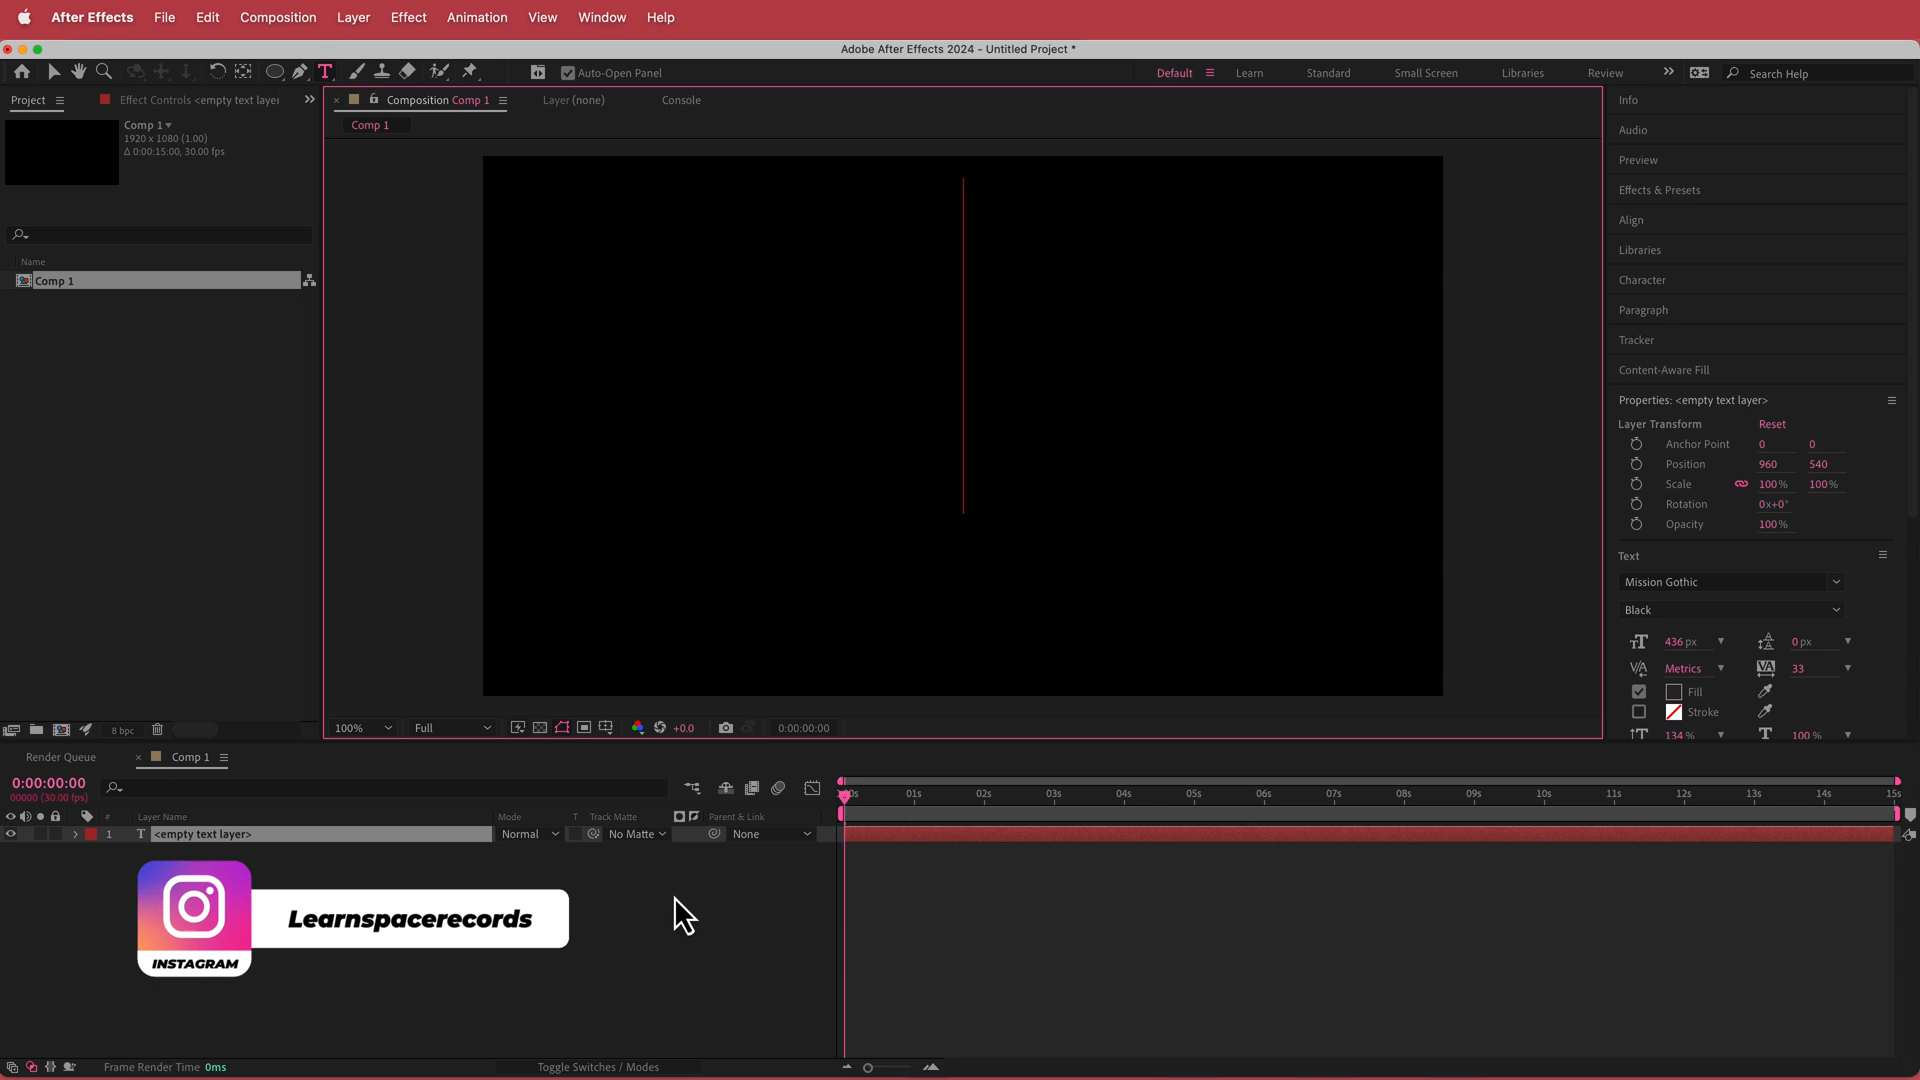 After Effects File Edit Composition Layer Effect Animation View Window Help
Adobe After Effects 2024 - Untitled Project *
Auto-Open Panel
Default Learn Standard Small Screen Libraries Review
Search Help
Project Effect Controls <empty text layer
Composition Comp 1 Layer (none) Console
Comp 1
Comp 1
1920 x 1080 (1.00)
Δ 0:00:15:00, 30.00 fps
Name
Comp 1
Info
Audio
Preview
Effects & Presets
Align
Libraries
Character
Paragraph
Tracker
Content-Aware Fill
Properties: <empty text layer>
Layer Transform Reset
Anchor Point 0 0
Position 960 540
Scale 100% 100%
Rotation 0x+0°
Opacity 100%
Text
Mission Gothic
Black
436 px 0 px
Metrics 33
Fill
Stroke
134 % 100 %
8 bpc
100% Full +0.0 0:00:00:00
Render Queue Comp 1
0:00:00:00
00000 (30.00 fps)
01s 02s 03s 04s 05s 06s 07s 08s 09s 10s 11s 12s 13s 14s 15s
# Layer Name Mode T Track Matte Parent & Link
1 T <empty text layer> Normal No Matte None
Learnspacerecords
INSTAGRAM
Frame Render Time 0ms
Toggle Switches / Modes